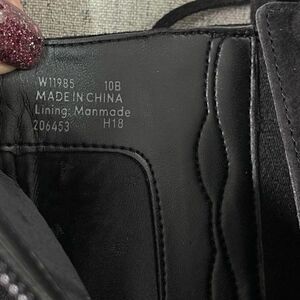 W11985 10B
MADE IN CHINA
Lining: Manmade
206453 H18